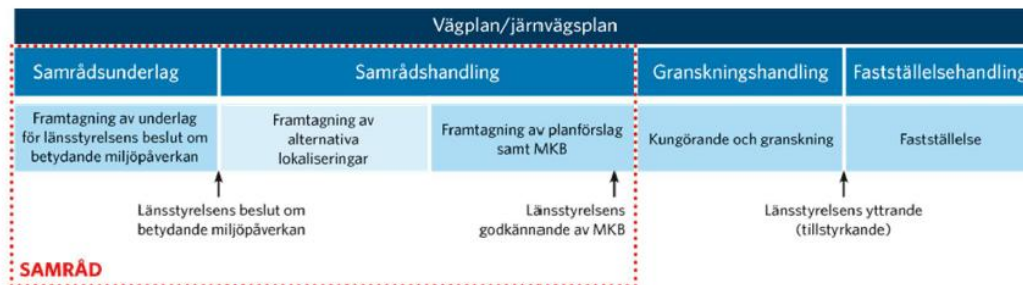 Vägplan/järnvägsplan
Samrådsunderlag
Samrådshandling
Granskningshandling
Fastställelsehandling
Framtagning av underlag
för länsstyrelsens beslut om
betydande miljöpåverkan
Framtagning av
alternativa
lokaliseringar
Framtagning av planförslag
samt MKB
Kungörande och granskning
Fastställelse
Länsstyrelsens beslut om
betydande miljöpåverkan
Länsstyrelsens
godkännande av MKB
Länsstyrelsens yttrande
(tillstyrkande)
SAMRÅD